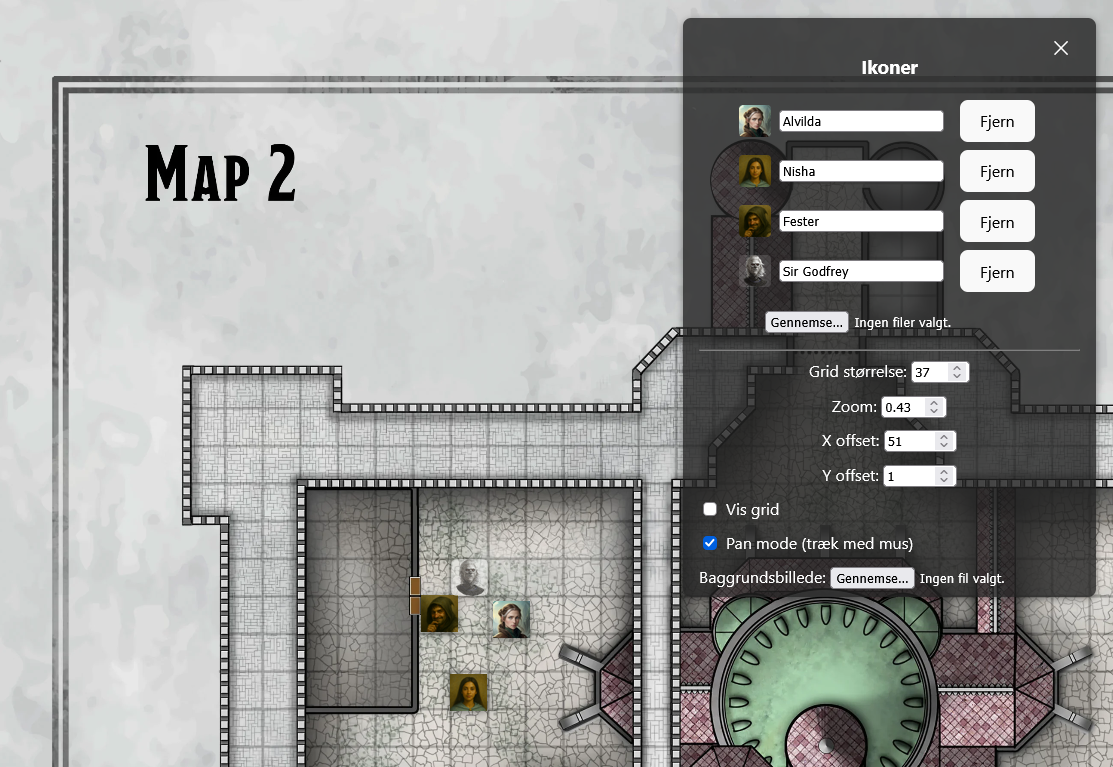 Map 2
Ikoner
Alvilda Fjern
Nisha Fjern
Fester Fjern
Sir Godfrey Fjern
Gennemse... Ingen filer valgt.
Grid størrelse: 37
Zoom: 0.43
X offset: 51
Y offset: 1
Vis grid
Pan mode (træk med mus)
Baggrundsbillede: Gennemse... Ingen fil valgt.